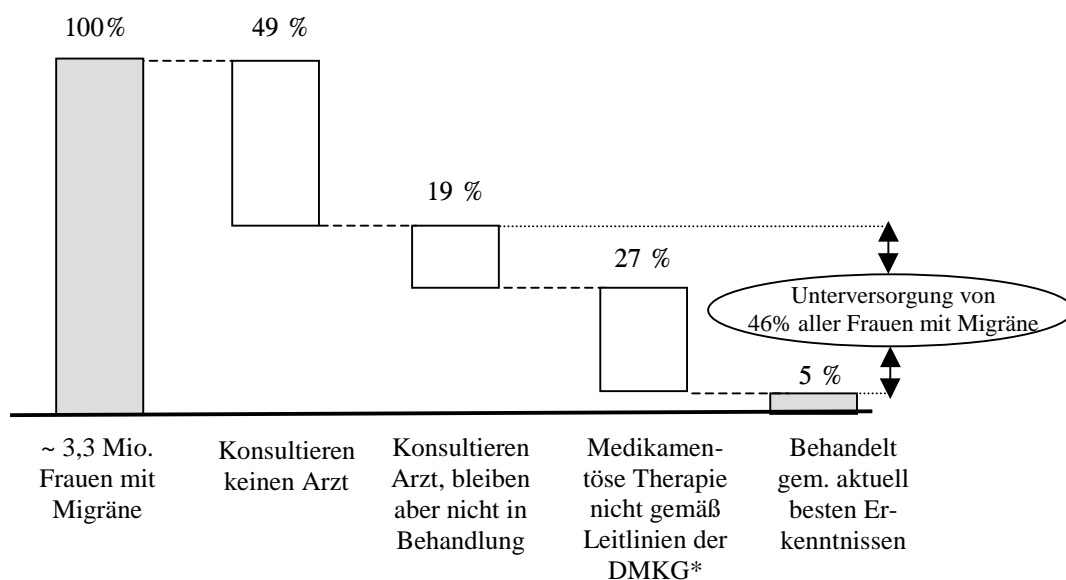 100%
49 %
19 %
27 %
Unterversorgung von
46% aller Frauen mit Migräne
5 %
~ 3,3 Mio.
Frauen mit
Migräne
Konsultieren
keinen Arzt
Konsultieren
Arzt, bleiben
aber nicht in
Behandlung
Medikamen-
töse Therapie
nicht gemäß
Leitlinien der
DMKG*
Behandelt
gem. aktuell
besten Er-
kenntnissen